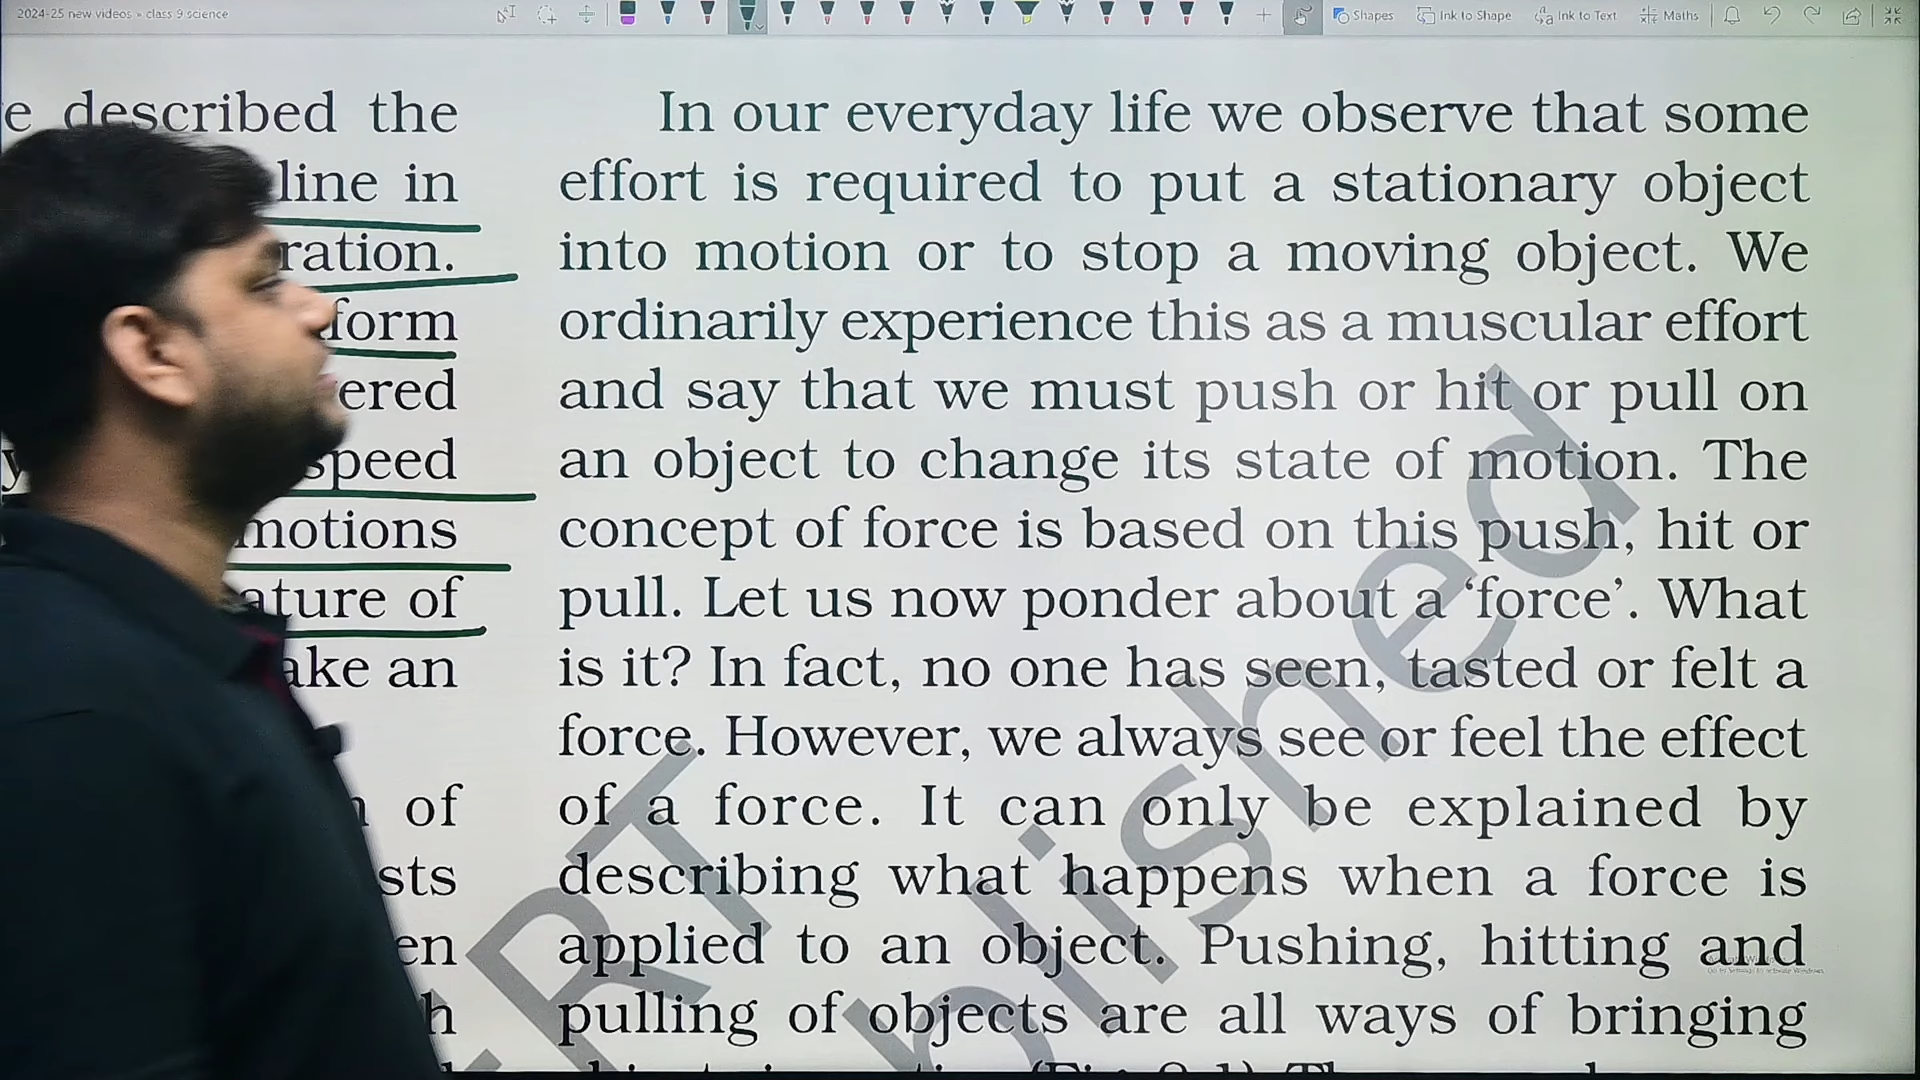 2024-25 new videos » class 9 science
Shapes
Ink to Shape
Ink to Text
Maths
described the
line in
ration.
form
ered
speed
motions
ature of
ake an
of
sts
en
h
In our everyday life we observe that some
effort is required to put a stationary object
into motion or to stop a moving object. We
ordinarily experience this as a muscular effort
and say that we must push or hit or pull on
an object to change its state of motion. The
concept of force is based on this push, hit or
pull. Let us now ponder about a ‘force’. What
is it? In fact, no one has seen, tasted or felt a
force. However, we always see or feel the effect
of a force. It can only be explained by
describing what happens when a force is
applied to an object. Pushing, hitting and
pulling of objects are all ways of bringing